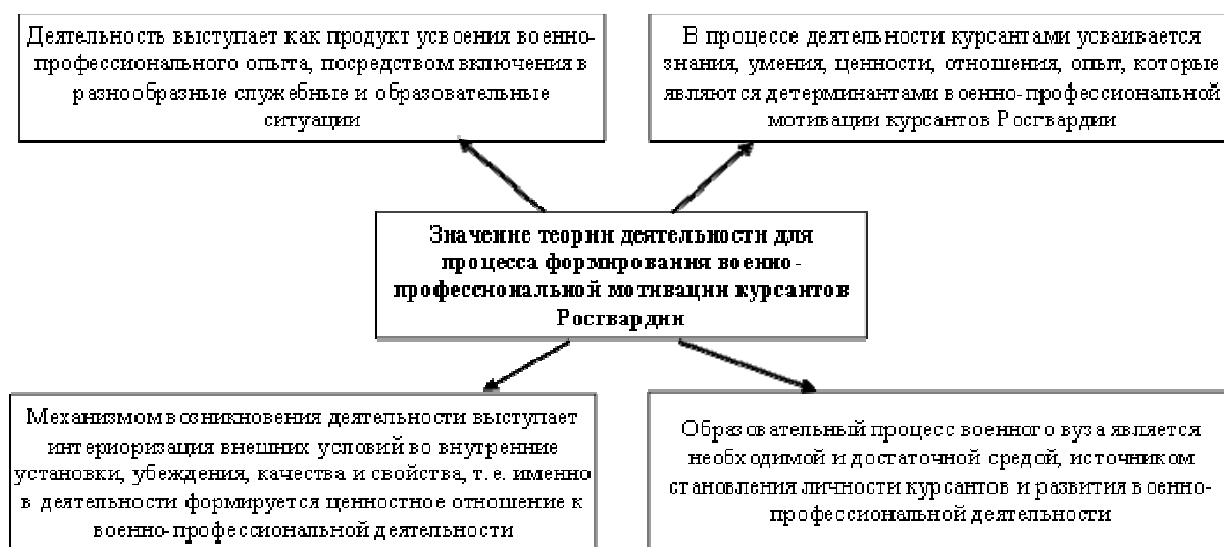 Деятельность выступает как продукт усвоения военно-
профессионального опыта, посредством включения в
разнообразные служебные и образовательные
ситуации
В процессе деятельности курсантами усваивается
знания, умения, ценности, отношения, опыт, которые
являются детерминантами военно-профессиональной
мотивации курсантов Росгвардии
Значение теории деятельности для
процесса формирования военно-
профессиональной мотивации курсантов
Росгвардии
Механизмом возникновения деятельности выступает
интериоризация внешних условий во внутренние
установки, убеждения, качества и свойства, т.е. именно
в деятельности формируется ценностное отношение к
военно-профессиональной деятельности
Образовательный процесс военного вуза является
необходимой и достаточной средой, источником
становления личности курсантов и развития военно-
профессиональной деятельности